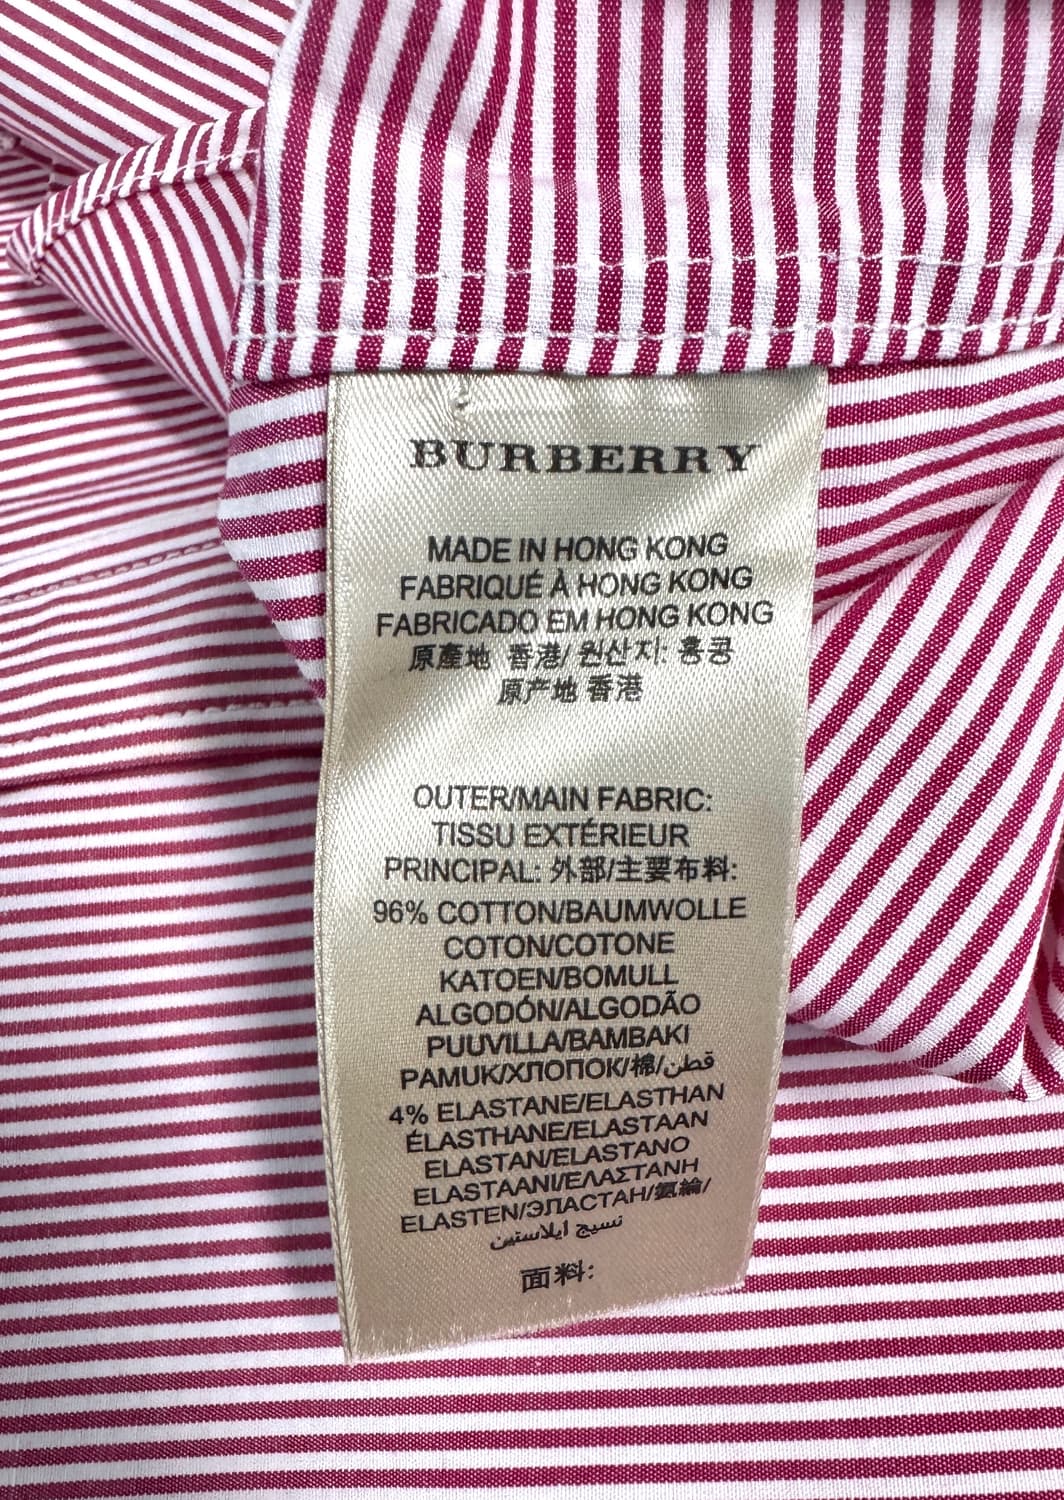 BURBERRY
MADE IN HONG KONG
FABRIQUÉ À HONG KONG
FABRICADO EM HONG KONG
原產地 香港/ 원산지: 홍콩
原产地 香港
OUTER/MAIN FABRIC:
TISSU EXTÉRIEUR
PRINCIPAL: 外部/主要布料:
96% COTTON/BAUMWOLLE
COTON/COTONE
KATOEN/BOMULL
ALGODÓN/ALGODÃO
PUUVILLA/BAMBAKI
PAMUK/ХЛОПОК/棉/قطن
4% ELASTANE/ELASTHAN
ÉLASTHANE/ELASTAAN
ELASTAN/ELASTANO
ELASTAANI/ΕΛΑΣΤΑΝΗ
ELASTEN/ЭЛАСТАН/氨綸/
نسيج ايلاستين
面料: